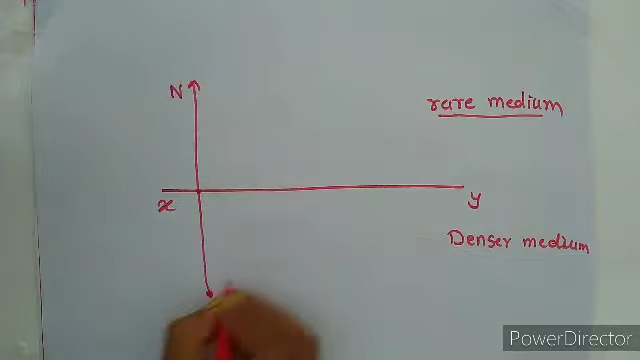 N
rare medium
x
y
Denser medium
PowerDirector